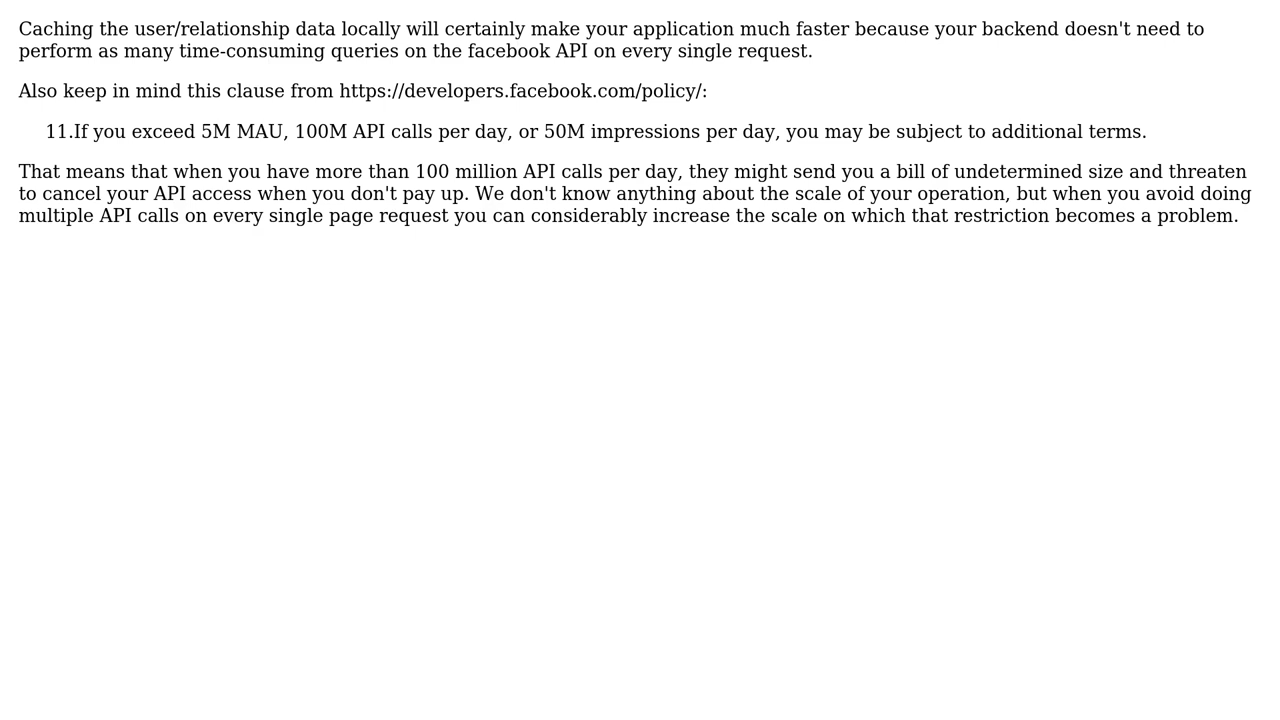 Caching the user/relationship data locally will certainly make your application much faster because your backend doesn't need to
perform as many time-consuming queries on the facebook API on every single request.
Also keep in mind this clause from https://developers.facebook.com/policy/:
11.If you exceed 5M MAU, 100M API calls per day, or 50M impressions per day, you may be subject to additional terms.
That means that when you have more than 100 million API calls per day, they might send you a bill of undetermined size and threaten
to cancel your API access when you don't pay up. We don't know anything about the scale of your operation, but when you avoid doing
multiple API calls on every single page request you can considerably increase the scale on which that restriction becomes a problem.